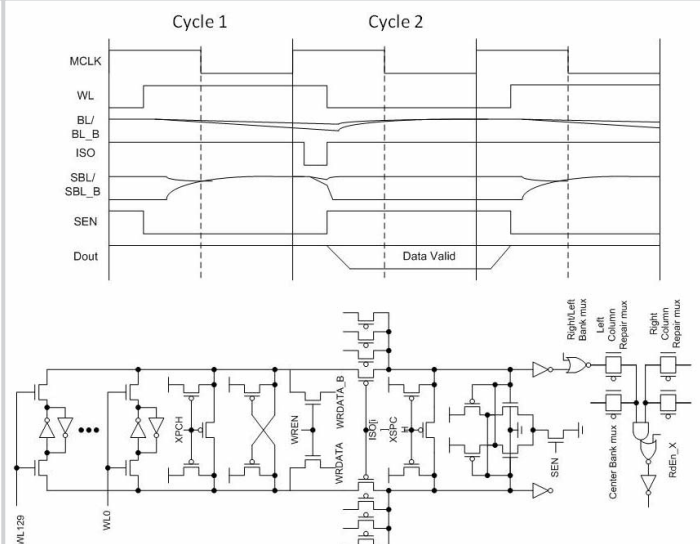 Cycle 1
Cycle 2
MCLK
WL
BL/
BL_B
ISO
SBL/
SBL_B
SEN
Dout
Data Valid
WL129
WL0
XPCH
WREN
WRDATA_B
WRDATA
ISO[i
XSPC
H
SEN
Right/Left
Bank mux
Left
Column
Repair mux
Right
Column
Repair mux
Center Bank mux
RdEn_X